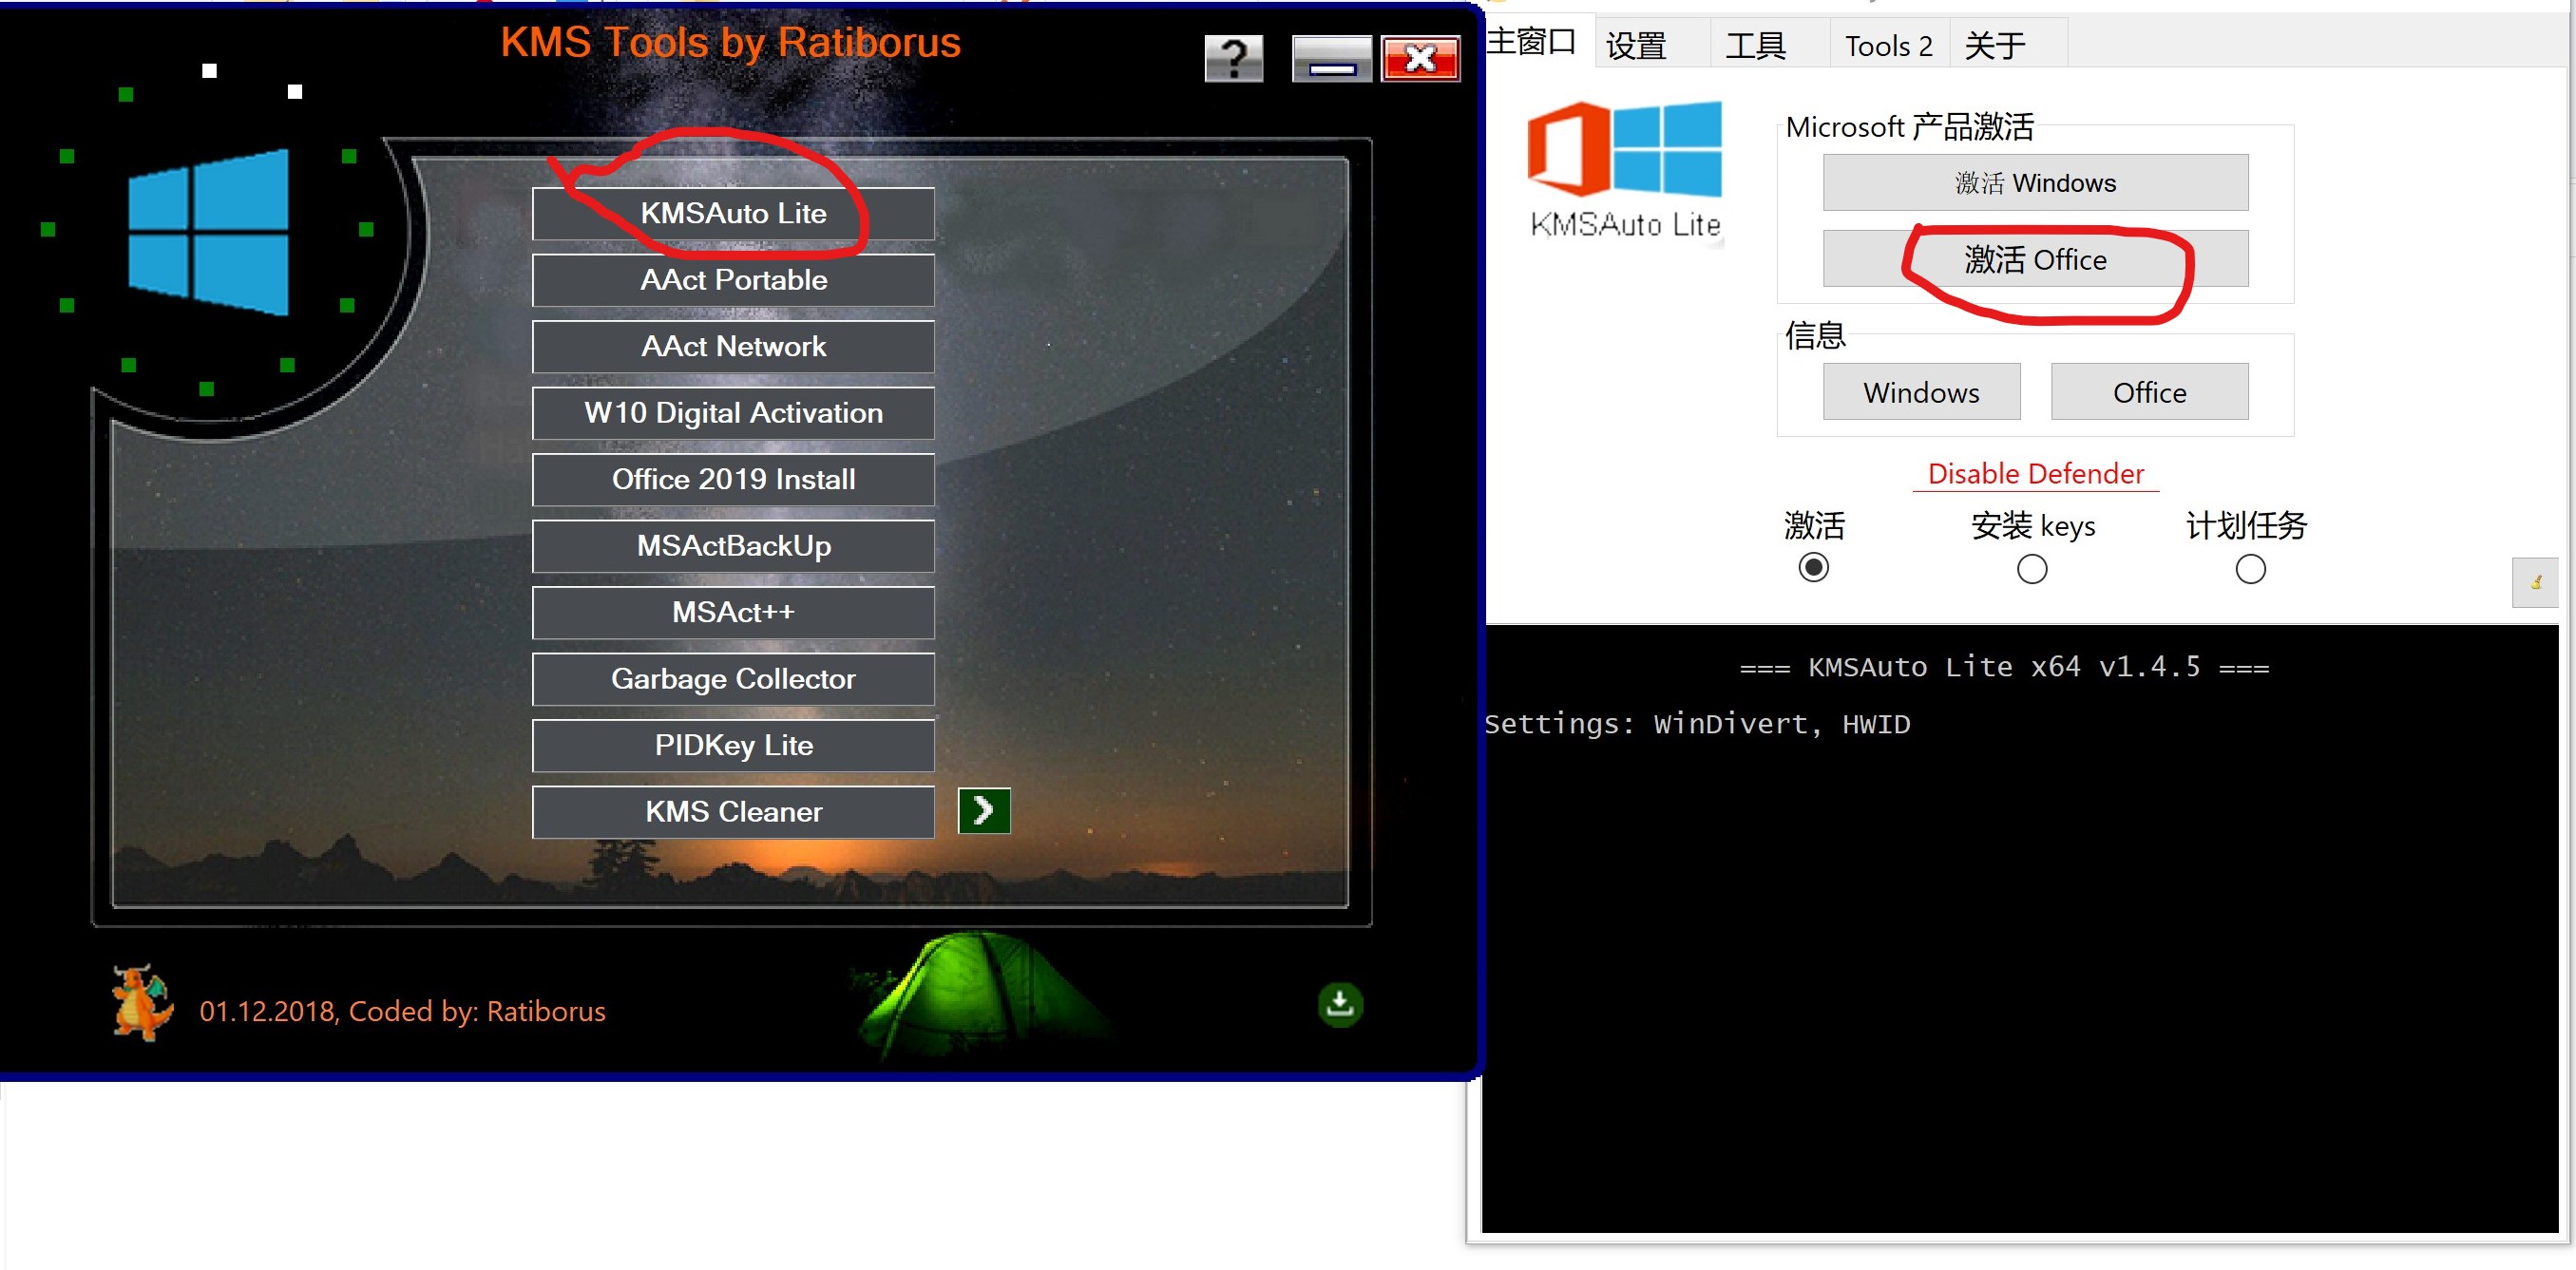 KMS Tools by Ratiborus
?
KMSAuto Lite
AAct Portable
AAct Network
W10 Digital Activation
Office 2019 Install
MSActBackUp
MSAct++
Garbage Collector
PIDKey Lite
KMS Cleaner
01.12.2018, Coded by: Ratiborus
主窗口
设置
工具
Tools 2
关于
KMSAuto Lite
Microsoft 产品激活
激活 Windows
激活 Office
信息
Windows
Office
Disable Defender
激活
安装 keys
计划任务
=== KMSAuto Lite x64 v1.4.5 ===
Settings: WinDivert, HWID